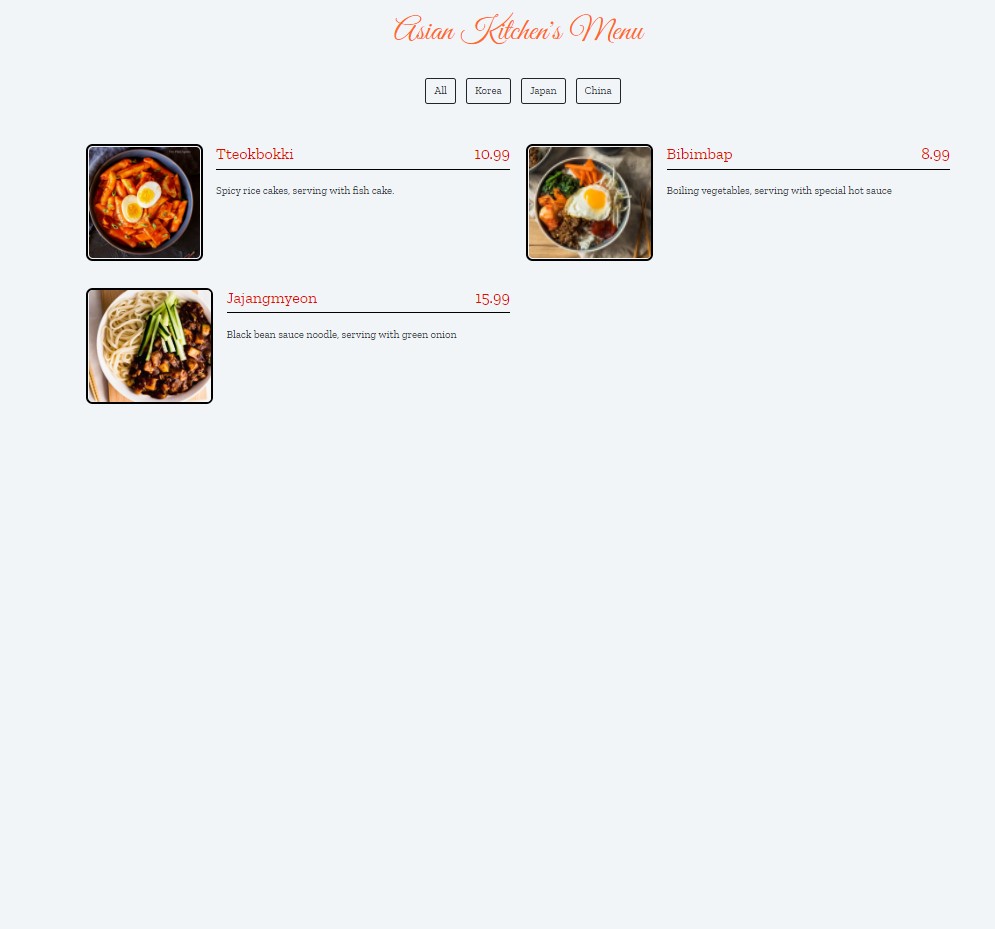 Asian Kitchen's Menu
All Korea Japan China
Tteokbokki 10.99
Spicy rice cakes, serving with fish cake.
Bibimbap 8.99
Boiling vegetables, serving with special hot sauce
Jajangmyeon 15.99
Black bean sauce noodle, serving with green onion